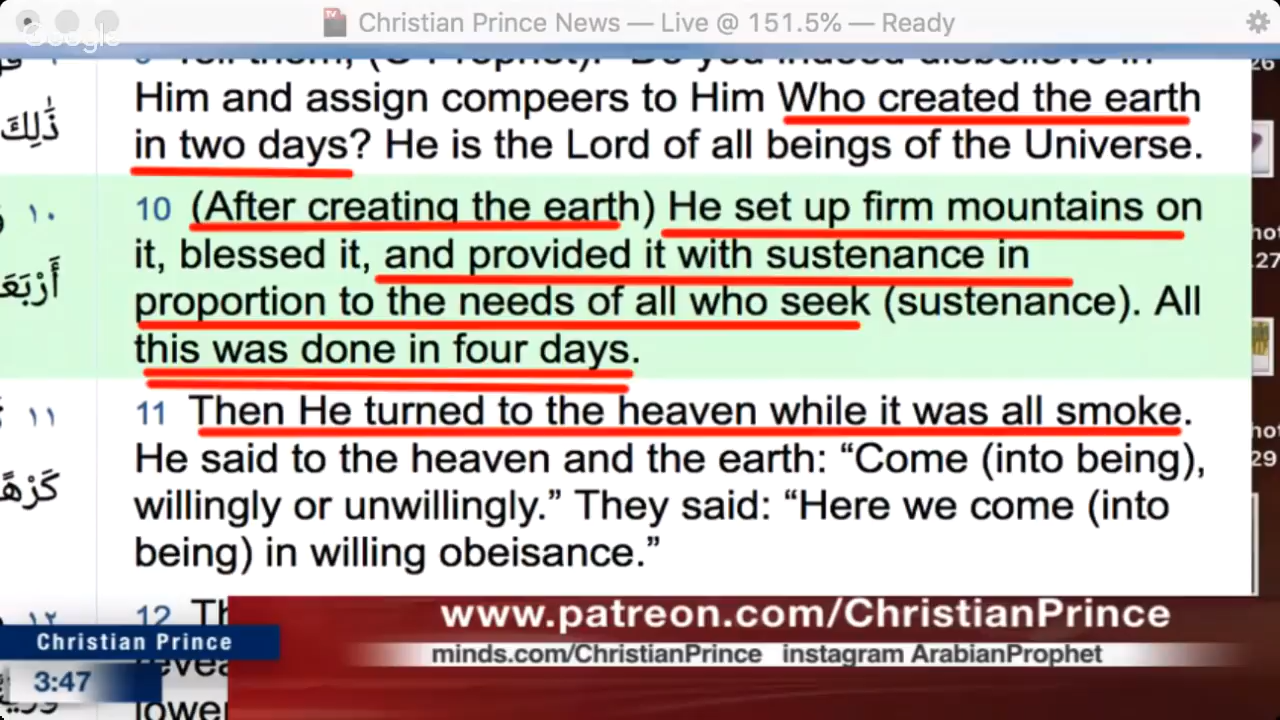 Christian Prince News — Live @ 151.5% — Ready
Google
Him and assign compeers to Him Who created the earth
ذَٰلِكَ
in two days? He is the Lord of all beings of the Universe.
١٠
10 (After creating the earth) He set up firm mountains on
it, blessed it, and provided it with sustenance in
أَرْبَعَ
proportion to the needs of all who seek (sustenance). All
this was done in four days.
١١
11 Then He turned to the heaven while it was all smoke.
He said to the heaven and the earth: “Come (into being),
كَرْهًا
willingly or unwillingly.” They said: “Here we come (into
being) in willing obeisance.”
١٢
12
www.patreon.com/ChristianPrince
Christian Prince
minds.com/ChristianPrince instagram ArabianProphet
3:47
lower
27
29